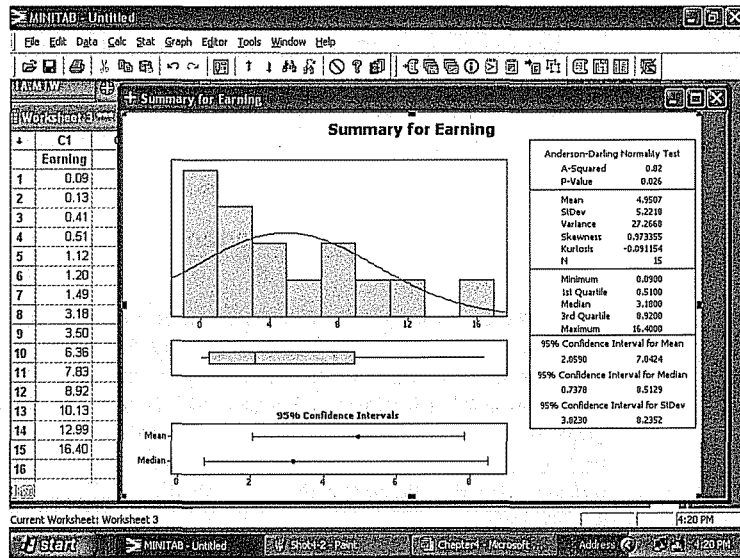 MINITAB - Untitled
File Edit Data Calc Stat Graph Editor Tools Window Help
1A.MTW
Summary for Earning
Worksheet 3
Summary for Earning
C1
Earning
1 0.09
2 0.13
3 0.41
4 0.51
5 1.12
6 1.20
7 1.49
8 3.18
9 3.50
10 6.36
11 7.83
12 8.92
13 10.13
14 12.99
15 16.40
16
0 4 8 12 16
95% Confidence Intervals
Mean
Median
0 2 4 6 8
Anderson-Darling Normality Test
A-Squared 0.82
P-Value 0.026
Mean 4.9507
StDev 5.2218
Variance 27.2668
Skewness 0.973355
Kurtosis -0.091154
N 15
Minimum 0.0900
1st Quartile 0.5100
Median 3.1800
3rd Quartile 8.9200
Maximum 16.4000
95% Confidence Interval for Mean
2.0590 7.8424
95% Confidence Interval for Median
0.7378 8.5129
95% Confidence Interval for StDev
3.8230 8.2352
Current Worksheet: Worksheet 3
4:20 PM
start
MINITAB - Untitled
Shot4-2 - Paint
Chapter4 - Microsoft
Address
4:20 PM